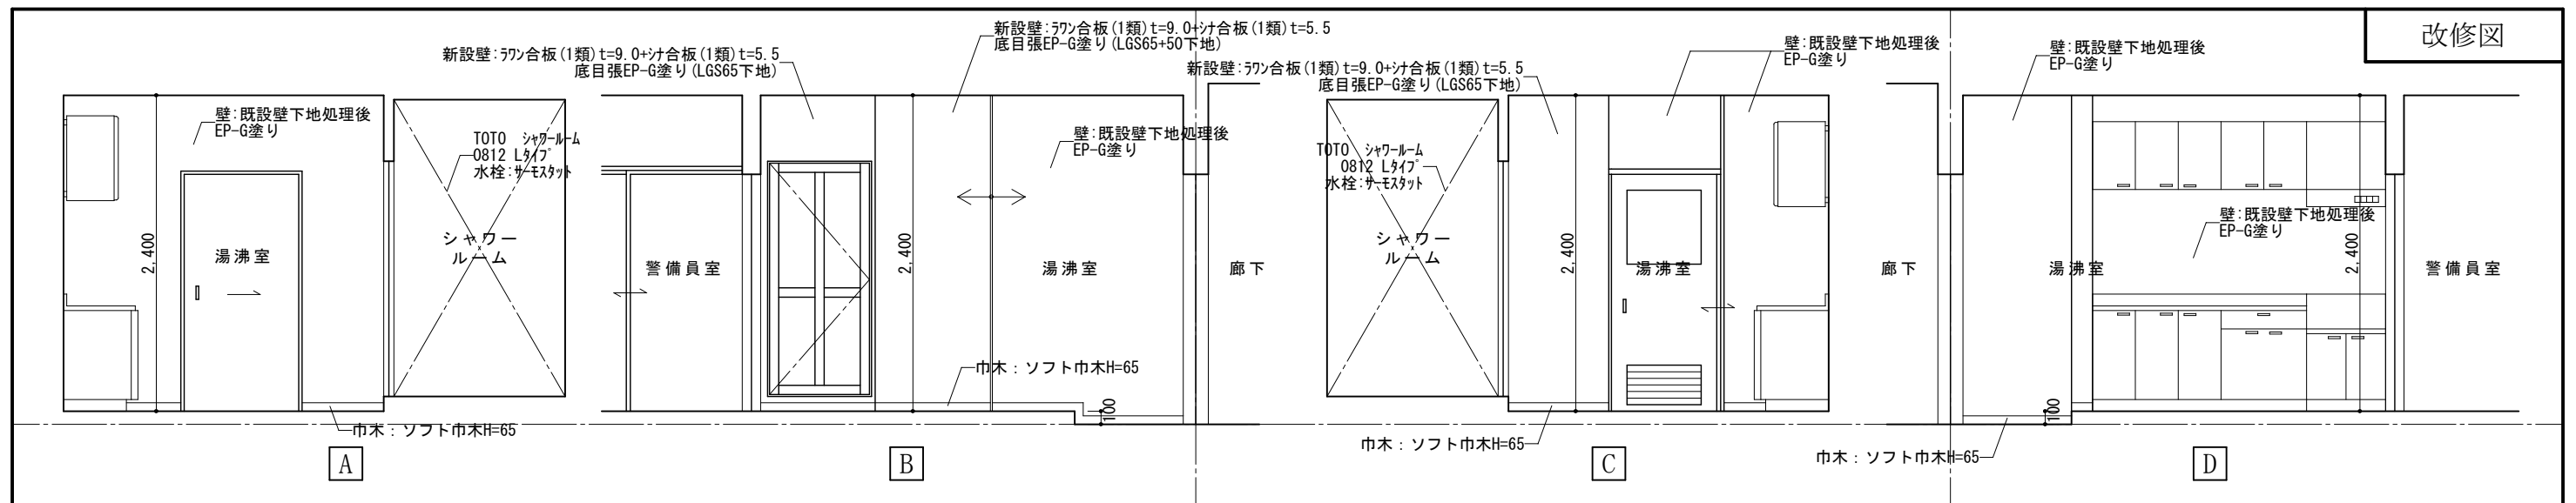 改修図
新設壁:ﾗﾜﾝ合板(1類)t=9.0+ｼﾅ合板(1類)t=5.5
底目張EP-G塗り(LGS65+50下地)
新設壁:ﾗﾜﾝ合板(1類)t=9.0+ｼﾅ合板(1類)t=5.5
底目張EP-G塗り(LGS65下地)
壁:既設壁下地処理後
EP-G塗り
新設壁:ﾗﾜﾝ合板(1類)t=9.0+ｼﾅ合板(1類)t=5.5
底目張EP-G塗り(LGS65下地)
壁:既設壁下地処理後
EP-G塗り
壁:既設壁下地処理後
EP-G塗り
TOTO ｼｬﾜｰﾙｰﾑ
0812 Lﾀｲﾌﾟ
水栓:ｻｰﾓｽﾀｯﾄ
壁:既設壁下地処理後
EP-G塗り
TOTO ｼｬﾜｰﾙｰﾑ
0812 Lﾀｲﾌﾟ
水栓:ｻｰﾓｽﾀｯﾄ
壁:既設壁下地処理後
EP-G塗り
2,400
湯沸室
シャワー
ルーム
警備員室
2,400
湯沸室
廊下
シャワー
ルーム
2,400
湯沸室
廊下
湯沸室
2,400
警備員室
巾木：ソフト巾木H=65
100
100
巾木：ソフト巾木H=65
巾木：ソフト巾木H=65
巾木：ソフト巾木H=65
A
B
C
D